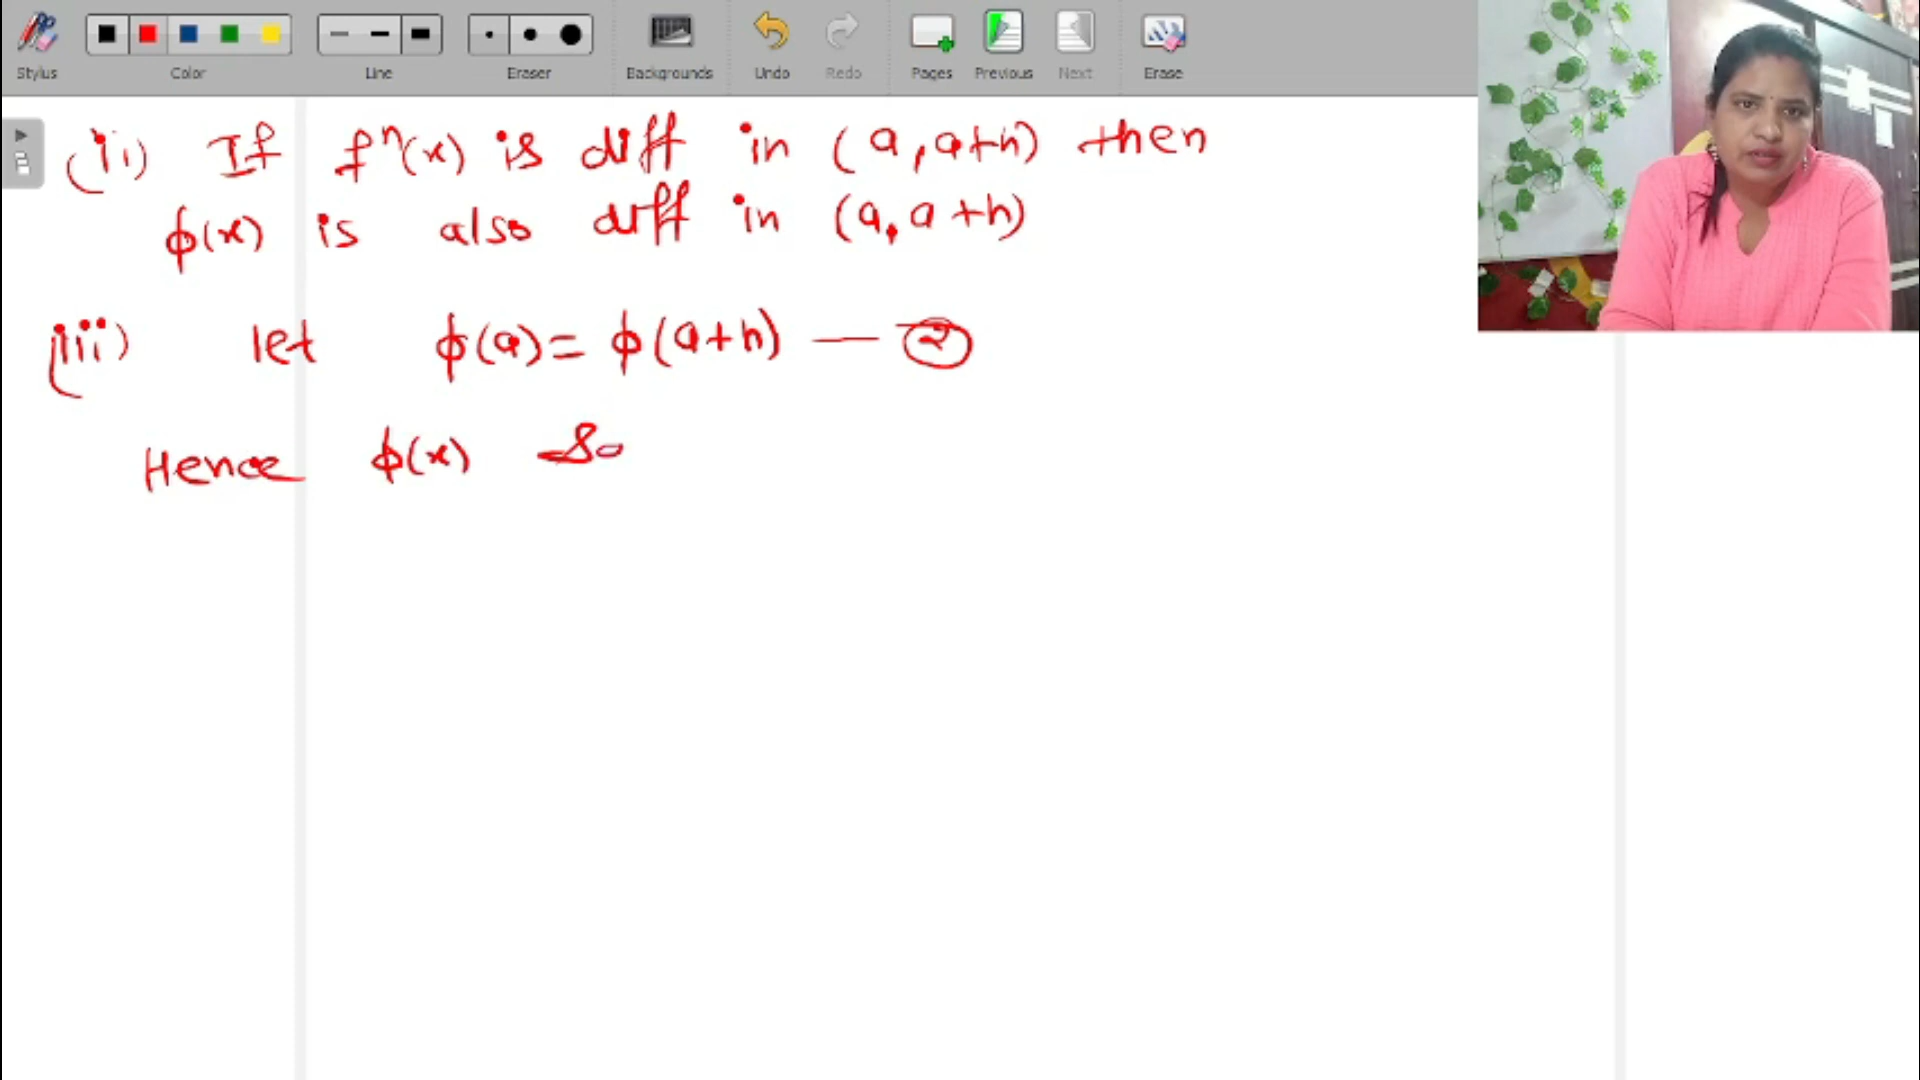 Stylus Color Line Eraser Backgrounds Undo Redo Pages Previous Next Erase
(ii) If fⁿ(x) is diff in (a, a+h) then
ϕ(x) is also diff in (a, a+h)
(iii) let ϕ(a) = ϕ(a+h) — ②
Hence ϕ(x) So